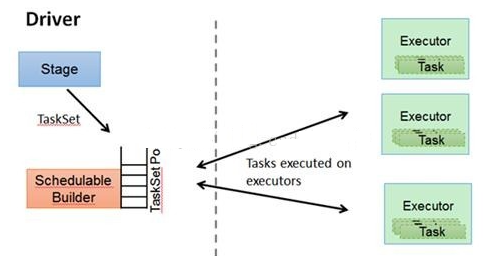 Driver
Stage
TaskSet
Schedulable
Builder
TaskSet Po
Tasks executed on
executors
Executor
Task
Executor
Task
Executor
Task